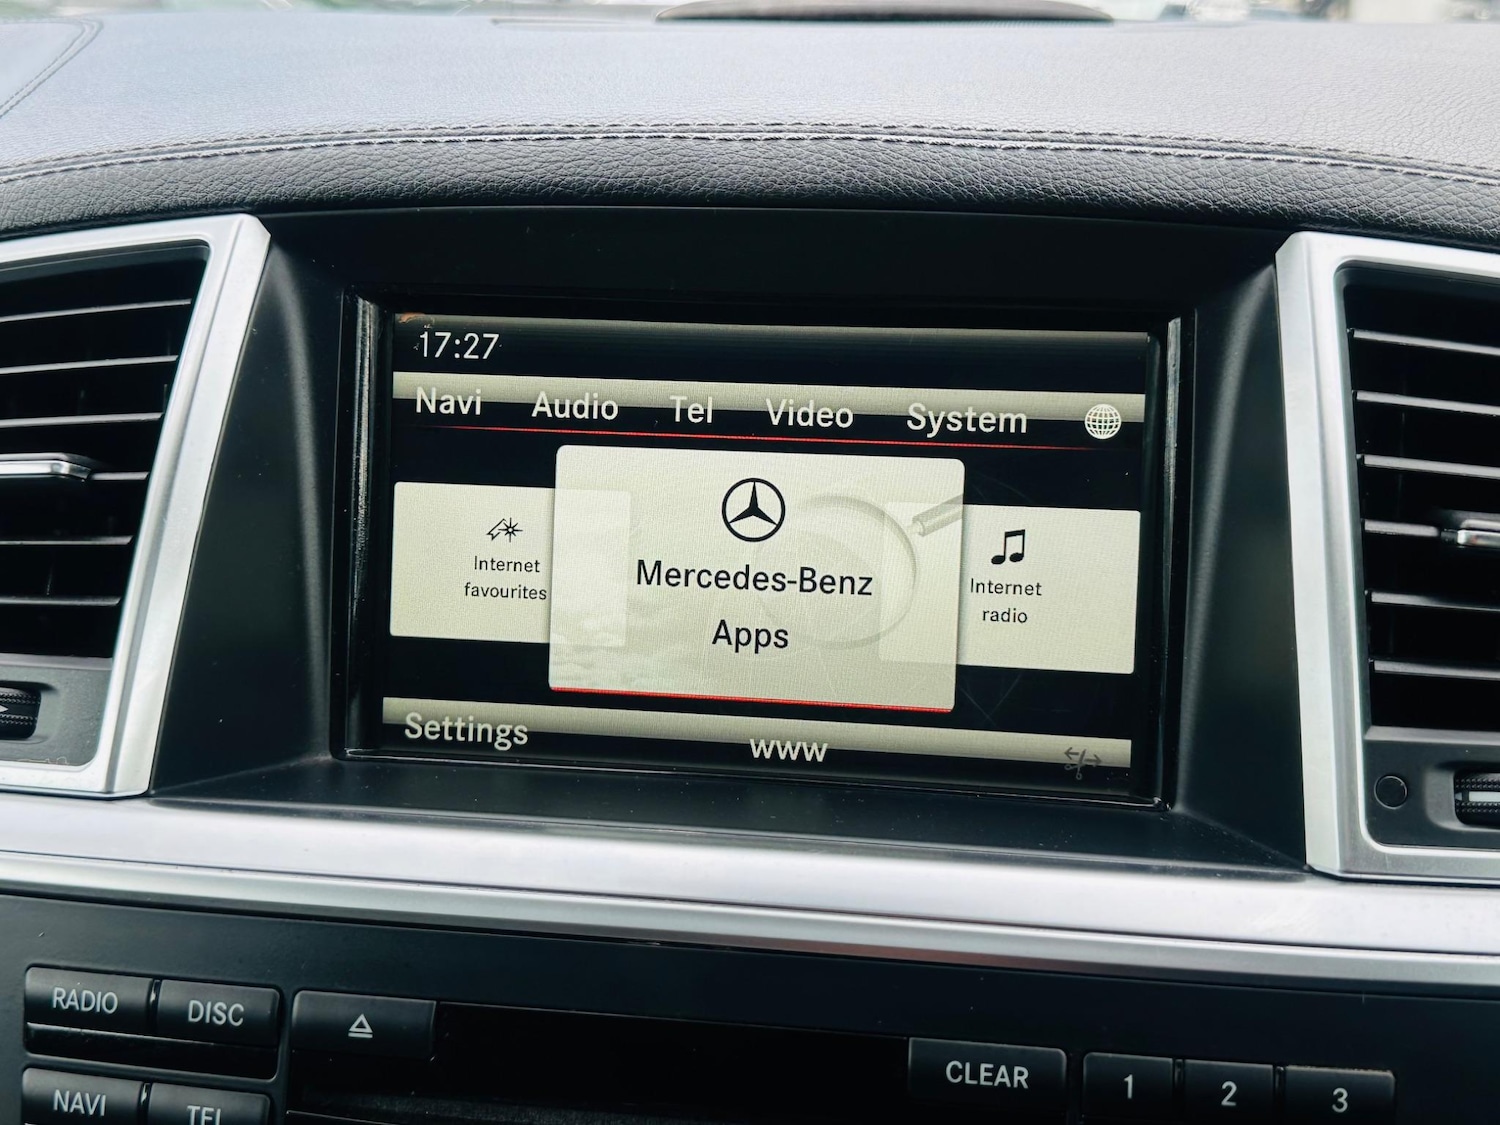 17:27
Navi Audio Tel Video System
Internet
favourites
Mercedes-Benz
Apps
Internet
radio
Settings www
RADIO DISC
NAVI TEL
CLEAR 1 2 3